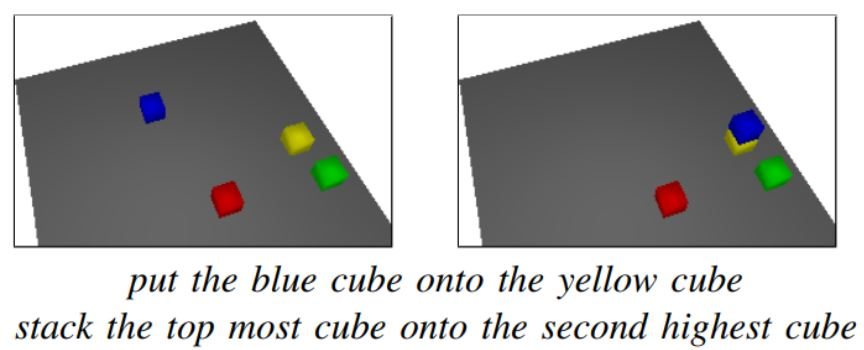 put the blue cube onto the yellow cube
stack the top most cube onto the second highest cube